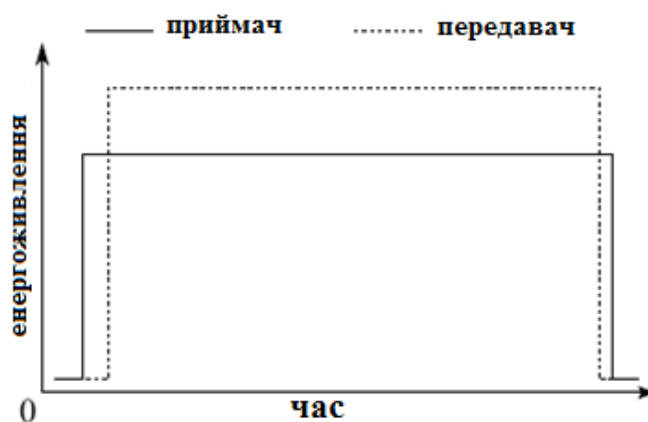 приймач
передавач
енергоживлення
0
час